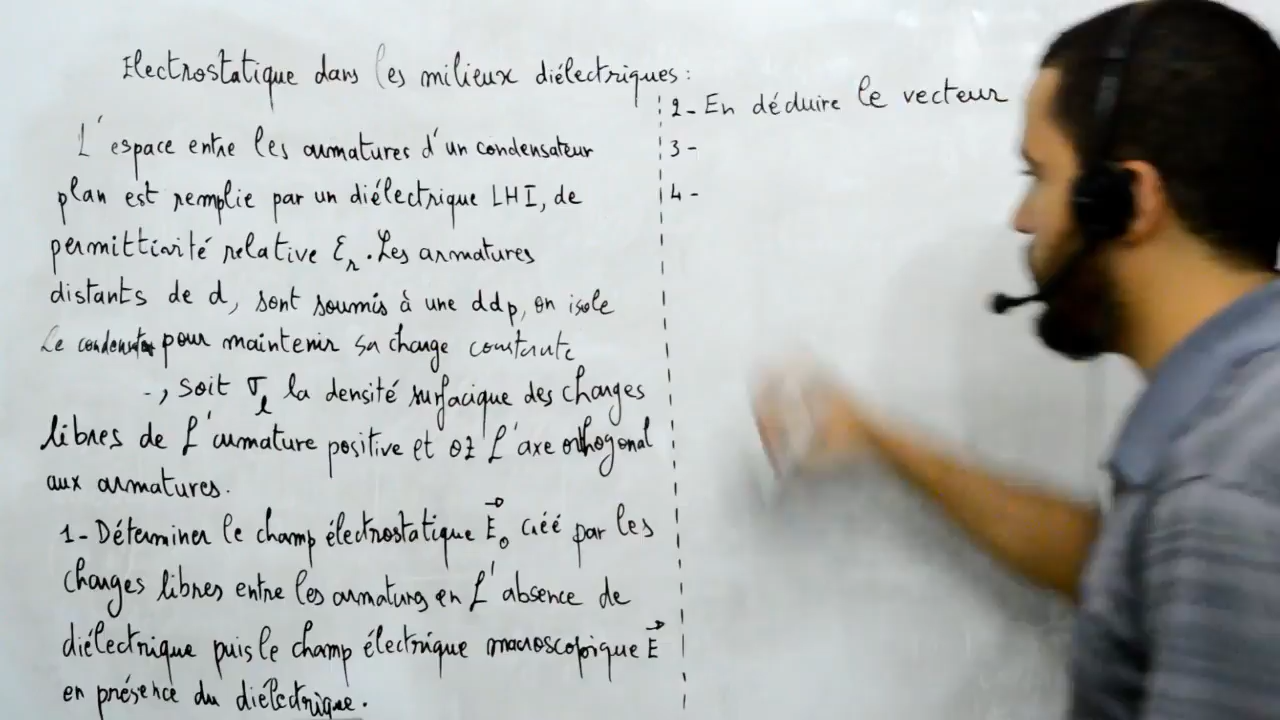 Electrostatique dans les milieux diélectriques :
L'espace entre les armatures d'un condensateur
plan est remplie par un diélectrique LHI, de
permittivité relative εr. Les armatures
distants de d, sont soumis à une ddp, on isole
Le condensateur pour maintenir sa charge constante
-, soit σl la densité surfacique des charges
libres de l'armature positive et oz l'axe orthogonal
aux armatures.
1- Déterminer le champ électrostatique E⃗0 créé par les
charges libres entre les armatures en l'absence de
diélectrique puis le champ électrique macroscopique E⃗
en présence du diélectrique.
2- En déduire le vecteur
3-
4-